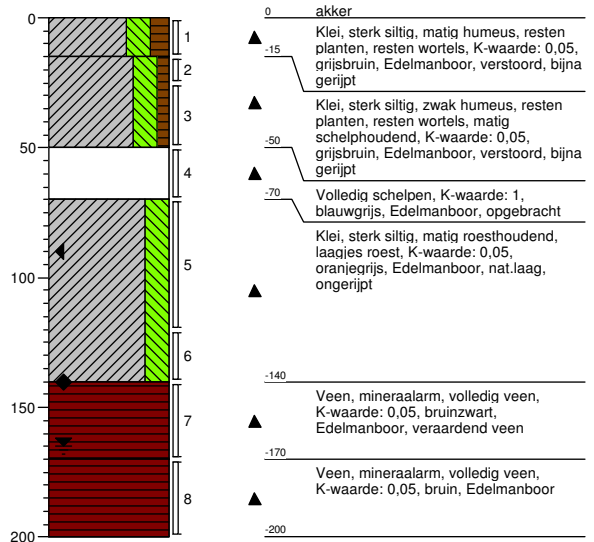 0
50
100
150
200
1
2
3
4
5
6
7
8
0 akker
Klei, sterk siltig, matig humeus, resten
planten, resten wortels, K-waarde: 0,05,
grijsbruin, Edelmanboor, verstoord, bijna
gerijpt
-15
Klei, sterk siltig, zwak humeus, resten
planten, resten wortels, matig
schelphoudend, K-waarde: 0,05,
grijsbruin, Edelmanboor, verstoord, bijna
gerijpt
-50
Volledig schelpen, K-waarde: 1,
blauwgrijs, Edelmanboor, opgebracht
-70
Klei, sterk siltig, matig roesthoudend,
laagjes roest, K-waarde: 0,05,
oranjegrijs, Edelmanboor, nat.laag,
ongerijpt
-140
Veen, mineraalarm, volledig veen,
K-waarde: 0,05, bruinzwart,
Edelmanboor, veraardend veen
-170
Veen, mineraalarm, volledig veen,
K-waarde: 0,05, bruin, Edelmanboor
-200